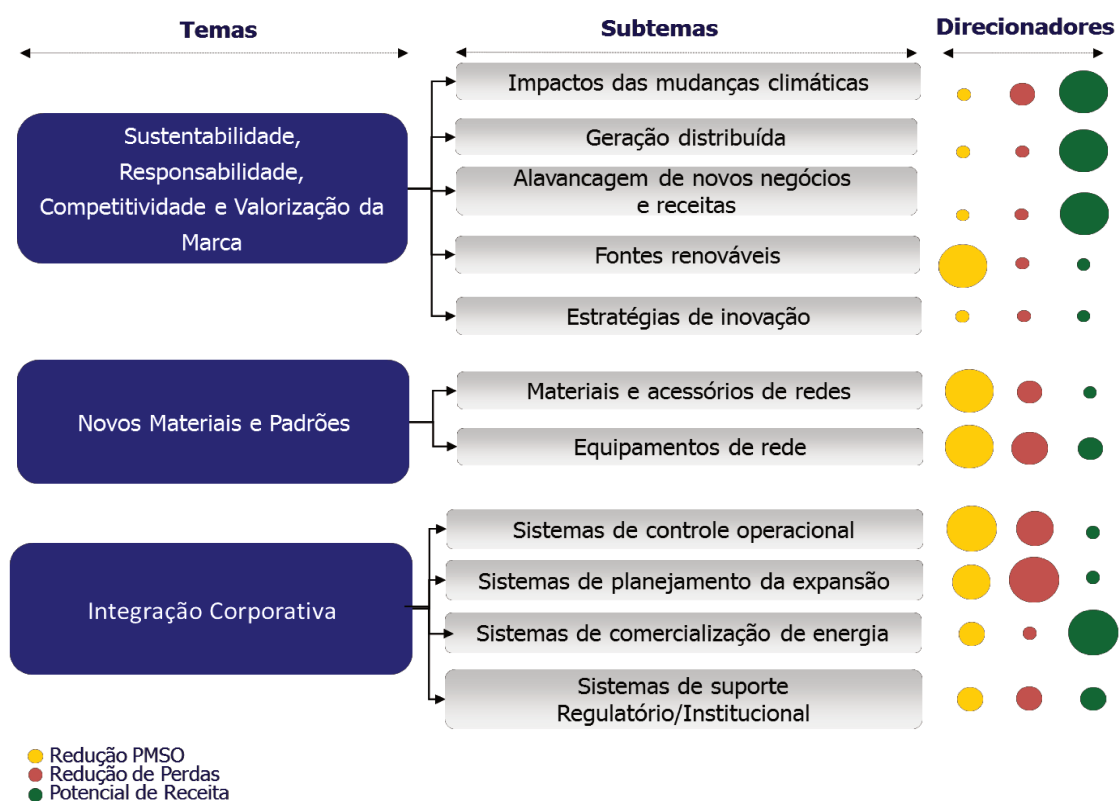 Temas
Subtemas
Direcionadores
Sustentabilidade,
Responsabilidade,
Competitividade e Valorização da
Marca
Impactos das mudanças climáticas
Geração distribuída
Alavancagem de novos negócios
e receitas
Fontes renováveis
Estratégias de inovação
Novos Materiais e Padrões
Materiais e acessórios de redes
Equipamentos de rede
Integração Corporativa
Sistemas de controle operacional
Sistemas de planejamento da expansão
Sistemas de comercialização de energia
Sistemas de suporte
Regulatório/Institucional
Redução PMSO
Redução de Perdas
Potencial de Receita